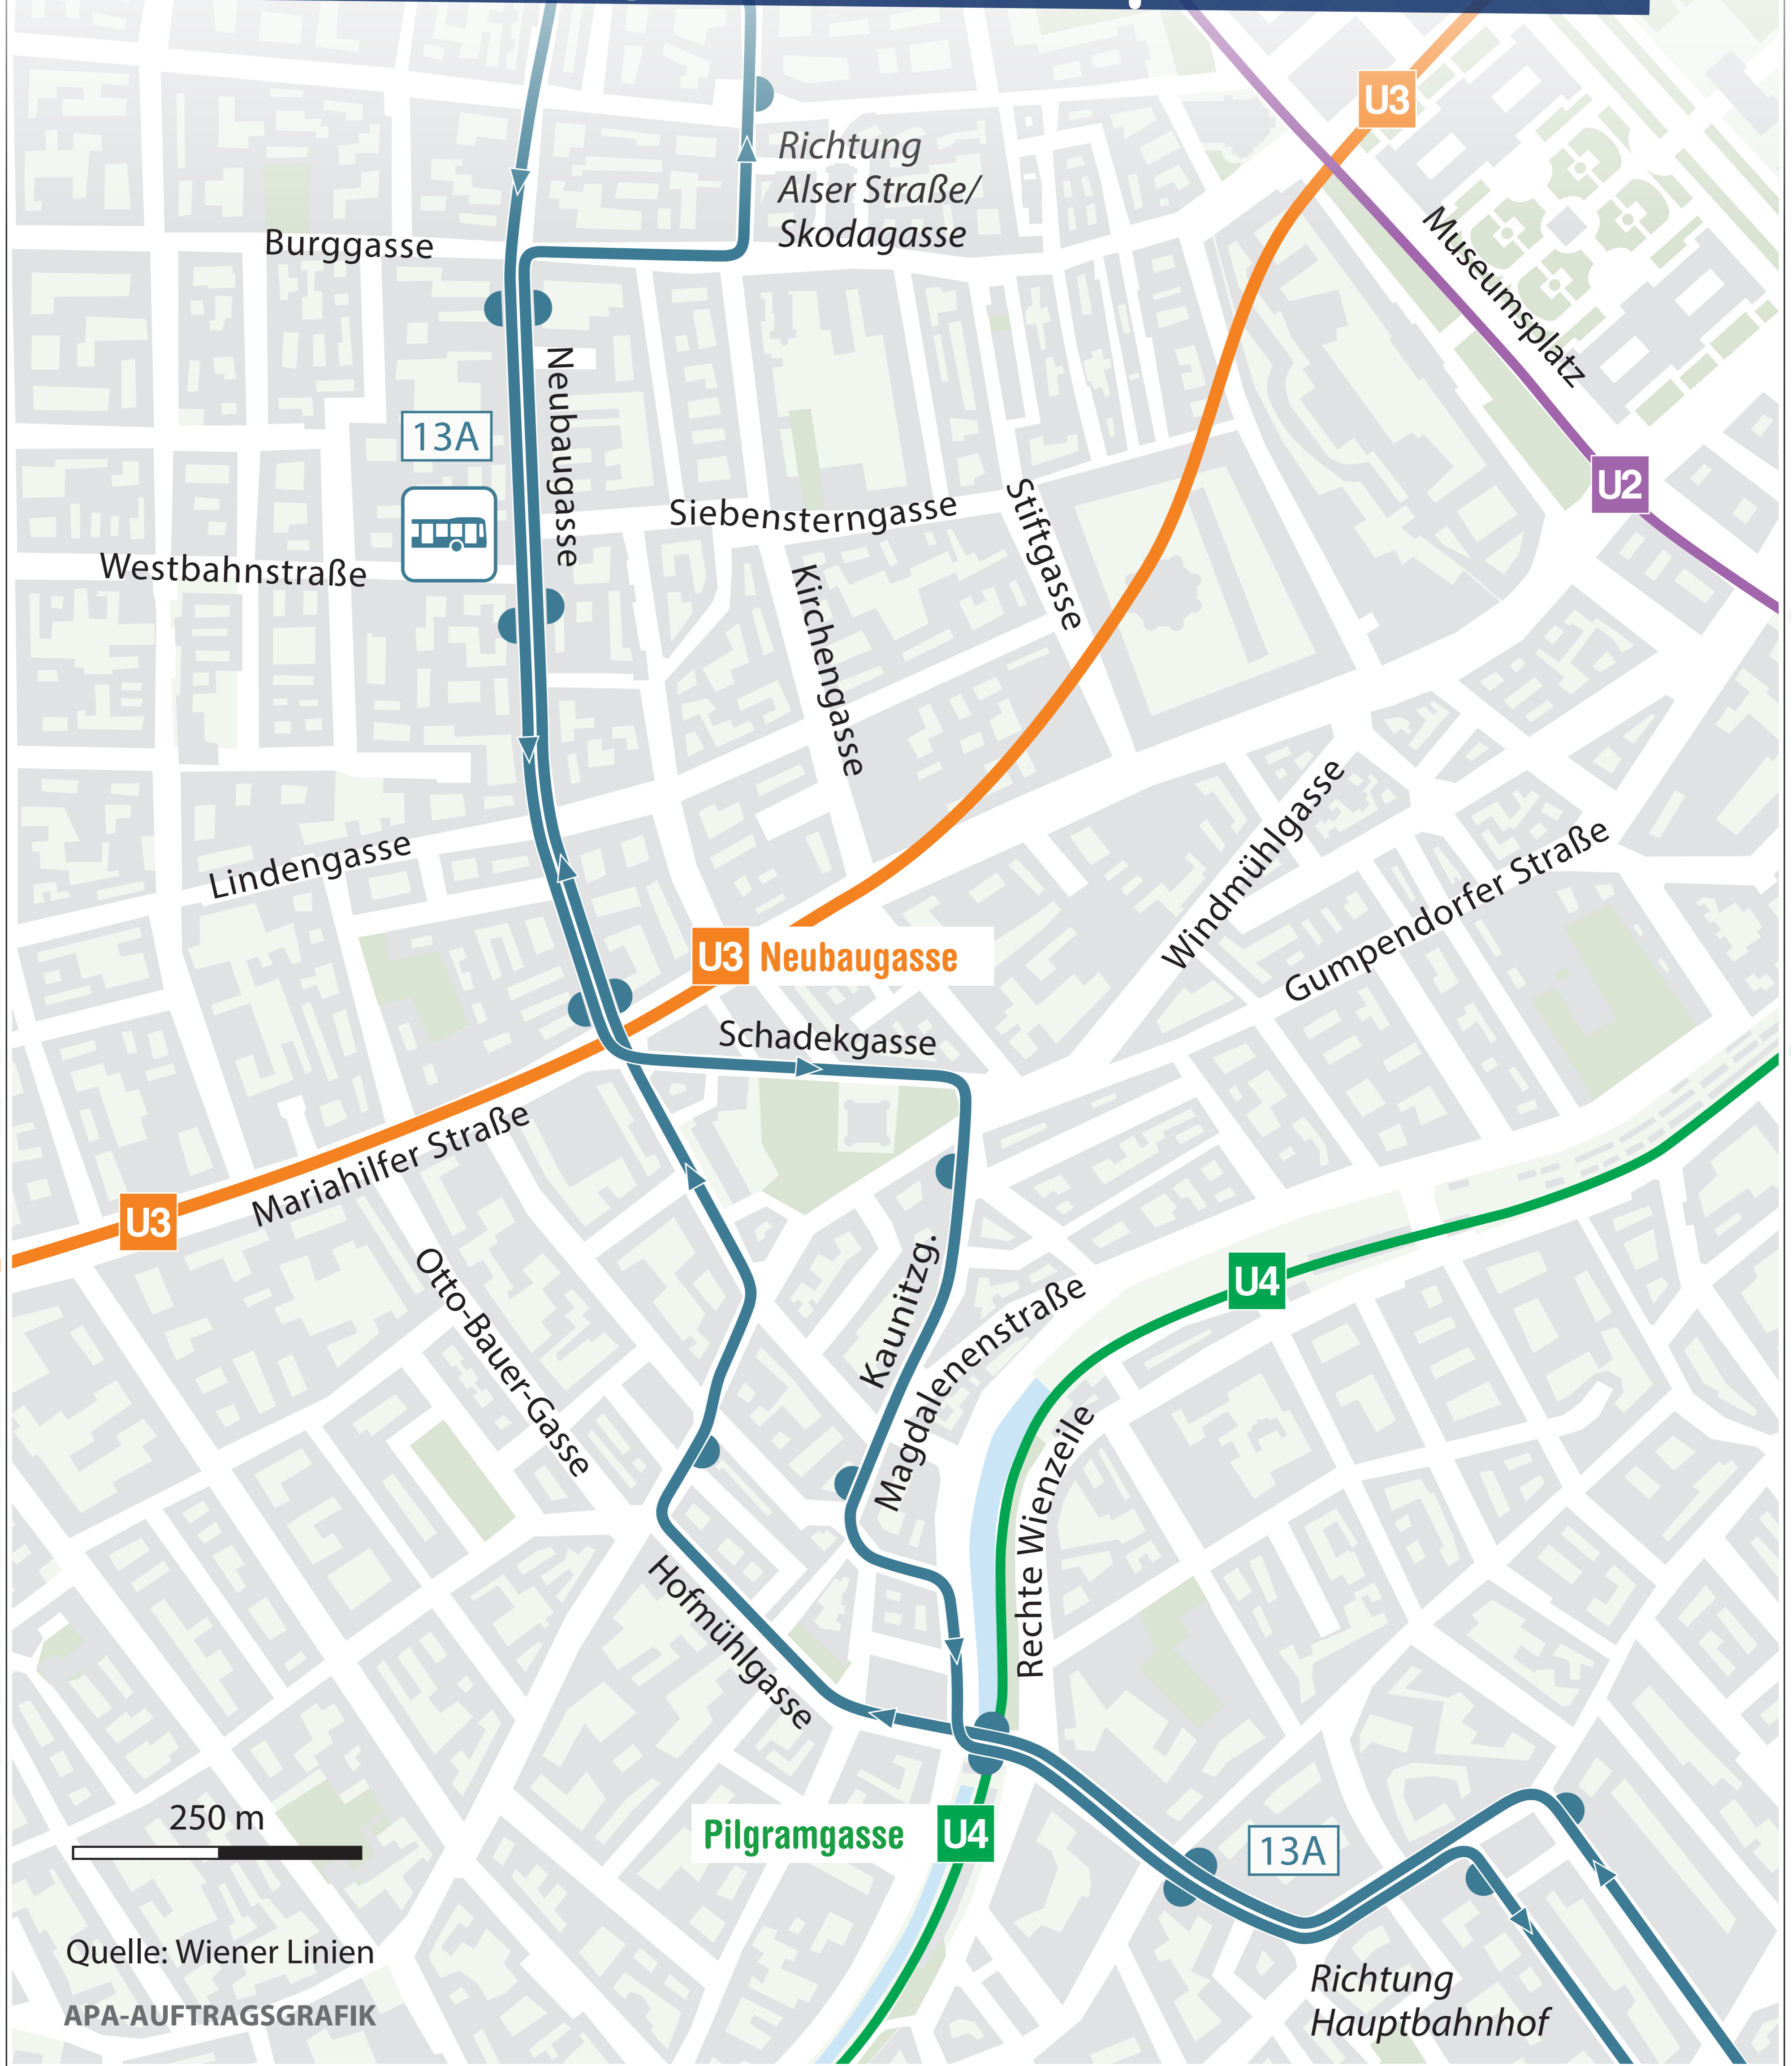 U3
Richtung
Alser Straße/
Skodagasse
Burggasse
Museumsplatz
Neubaugasse
13A
U2
Siebensterngasse
Stiftgasse
Westbahnstraße
Kirchengasse
Windmühlgasse
Lindengasse
Gumpendorfer Straße
U3 Neubaugasse
Schadekgasse
Mariahilfer Straße
U3
Kaunitzg.
Otto-Bauer-Gasse
U4
Magdalenenstraße
Rechte Wienzeile
Hofmühlgasse
250 m
Pilgramgasse U4
13A
Quelle: Wiener Linien
Richtung
Hauptbahnhof
APA-AUFTRAGSGRAFIK